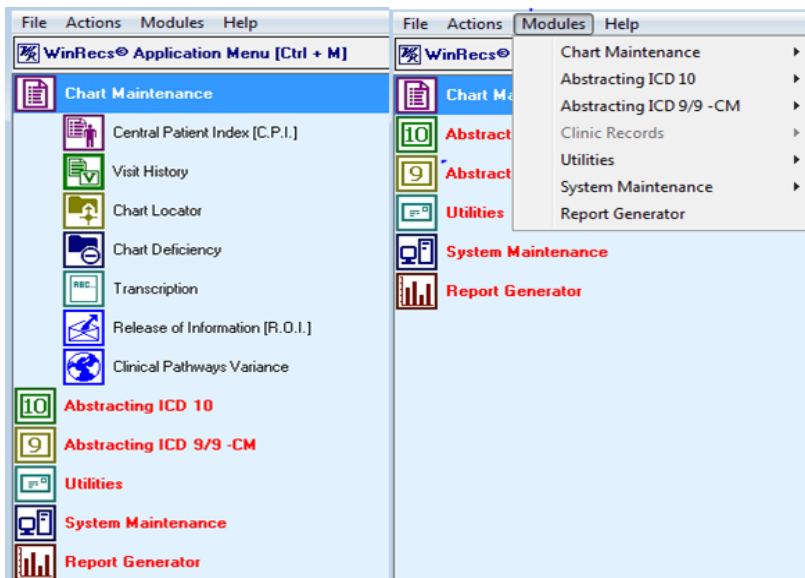 File Actions Modules Help
WinRecs® Application Menu [Ctrl + M]
Chart Maintenance
Central Patient Index [C.P.I.]
Visit History
Chart Locator
Chart Deficiency
ABC..
Transcription
Release of Information [R.O.I.]
Clinical Pathways Variance
10 Abstracting ICD 10
9 Abstracting ICD 9/9 -CM
Utilities
System Maintenance
Report Generator
File Actions Modules Help
WinRecs®
Chart Ma
10 Abstract
9 Abstract
Utilities
System Maintenance
Report Generator
Chart Maintenance
Abstracting ICD 10
Abstracting ICD 9/9 -CM
Clinic Records
Utilities
System Maintenance
Report Generator